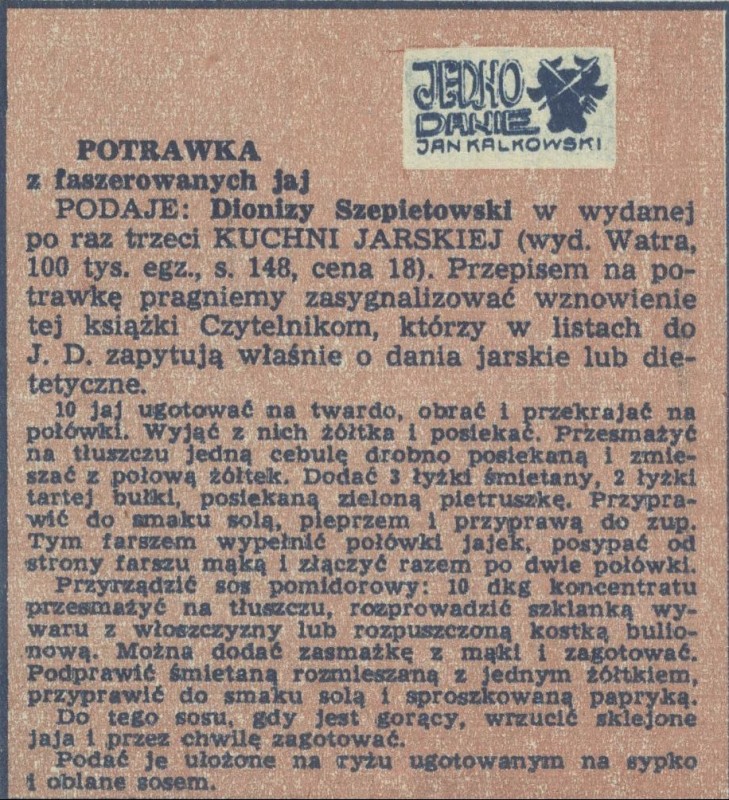 JEDNO
DANIE
JAN KALKOWSKI
POTRAWKA
z faszerowanych jaj
PODAJE: Dionizy Szepietowski w wydanej
po raz trzeci KUCHNI JARSKIEJ (wyd. Watra,
100 tys. egz., s. 148, cena 18). Przepisem na po-
trawkę pragniemy zasygnalizować wznowienie
tej książki Czytelnikom, którzy w listach do
J. D. zapytują właśnie o dania jarskie lub die-
tetyczne.
10 jaj ugotować na twardo, obrać i przekrajać na
połówki. Wyjąć z nich żółtka i posiekać. Przesmażyć
na tłuszczu jedną cebulę drobno posiekaną i zmie-
szać z połową żółtek. Dodać 3 łyżki śmietany, 2 łyżki
tartej bułki, posiekaną zieloną pietruszkę. Przypra-
wić do smaku solą, pieprzem i przyprawą do zup.
Tym farszem wypełnić połówki jajek, posypać od
strony farszu mąką i złączyć razem po dwie połówki.
Przyrządzić sos pomidorowy: 10 dkg koncentratu
przesmażyć na tłuszczu, rozprowadzić szklanką wy-
waru z włoszczyzny lub rozpuszczoną kostką bulio-
nową. Można dodać zasmażkę z mąki i zagotować.
Podprawić śmietaną rozmieszaną z jednym żółtkiem,
przyprawić do smaku solą i sproszkowaną papryką.
Do tego sosu, gdy jest gorący, wrzucić sklejone
jaja i przez chwilę zagotować.
Podać je ułożone na ryżu ugotowanym na sypko
i oblane sosem.